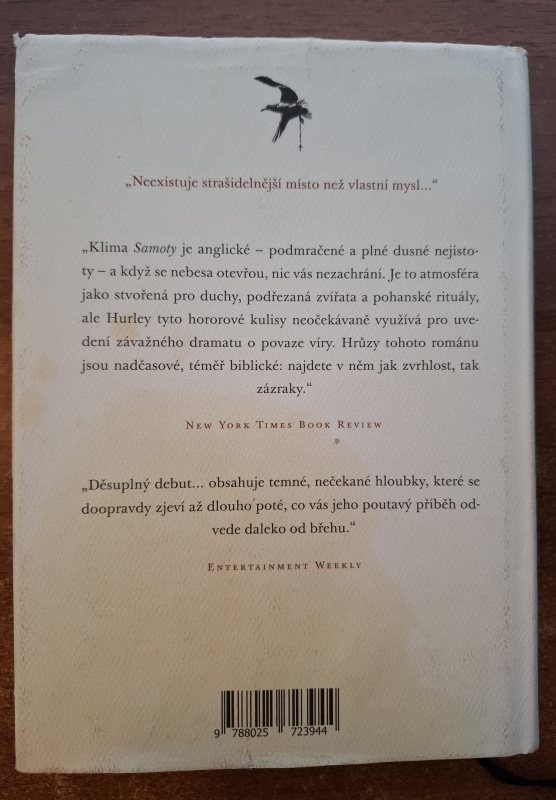 „Neexistuje strašidelnější místo než vlastní mysl...“
„Klima Samoty je anglické – podmračené a plné dusné nejisto-
ty – a když se nebesa otevřou, nic vás nezachrání. Je to atmosféra
jako stvořená pro duchy, podřezaná zvířata a pohanské rituály,
ale Hurley tyto hororové kulisy neočekávaně využívá pro uve-
dení závažného dramatu o povaze víry. Hrůzy tohoto románu
jsou nadčasové, téměř biblické: najdete v něm jak zvrhlost, tak
zázraky.“
New York Times Book Review
„Děsuplný debut... obsahuje temné, nečekané hloubky, které se
doopravdy zjeví až dlouho poté, co vás jeho poutavý příběh od-
vede daleko od břehu.“
Entertainment Weekly
9 788025 723944